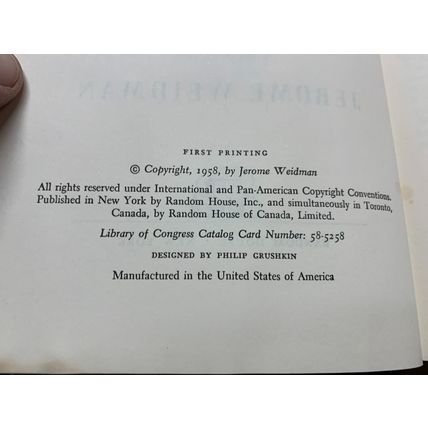 JEROME WEIDMAN
FIRST PRINTING
© Copyright, 1958, by Jerome Weidman
All rights reserved under International and Pan-American Copyright Conventions.
Published in New York by Random House, Inc., and simultaneously in Toronto,
Canada, by Random House of Canada, Limited.
Library of Congress Catalog Card Number: 58-5258
DESIGNED BY PHILIP GRUSHKIN
Manufactured in the United States of America